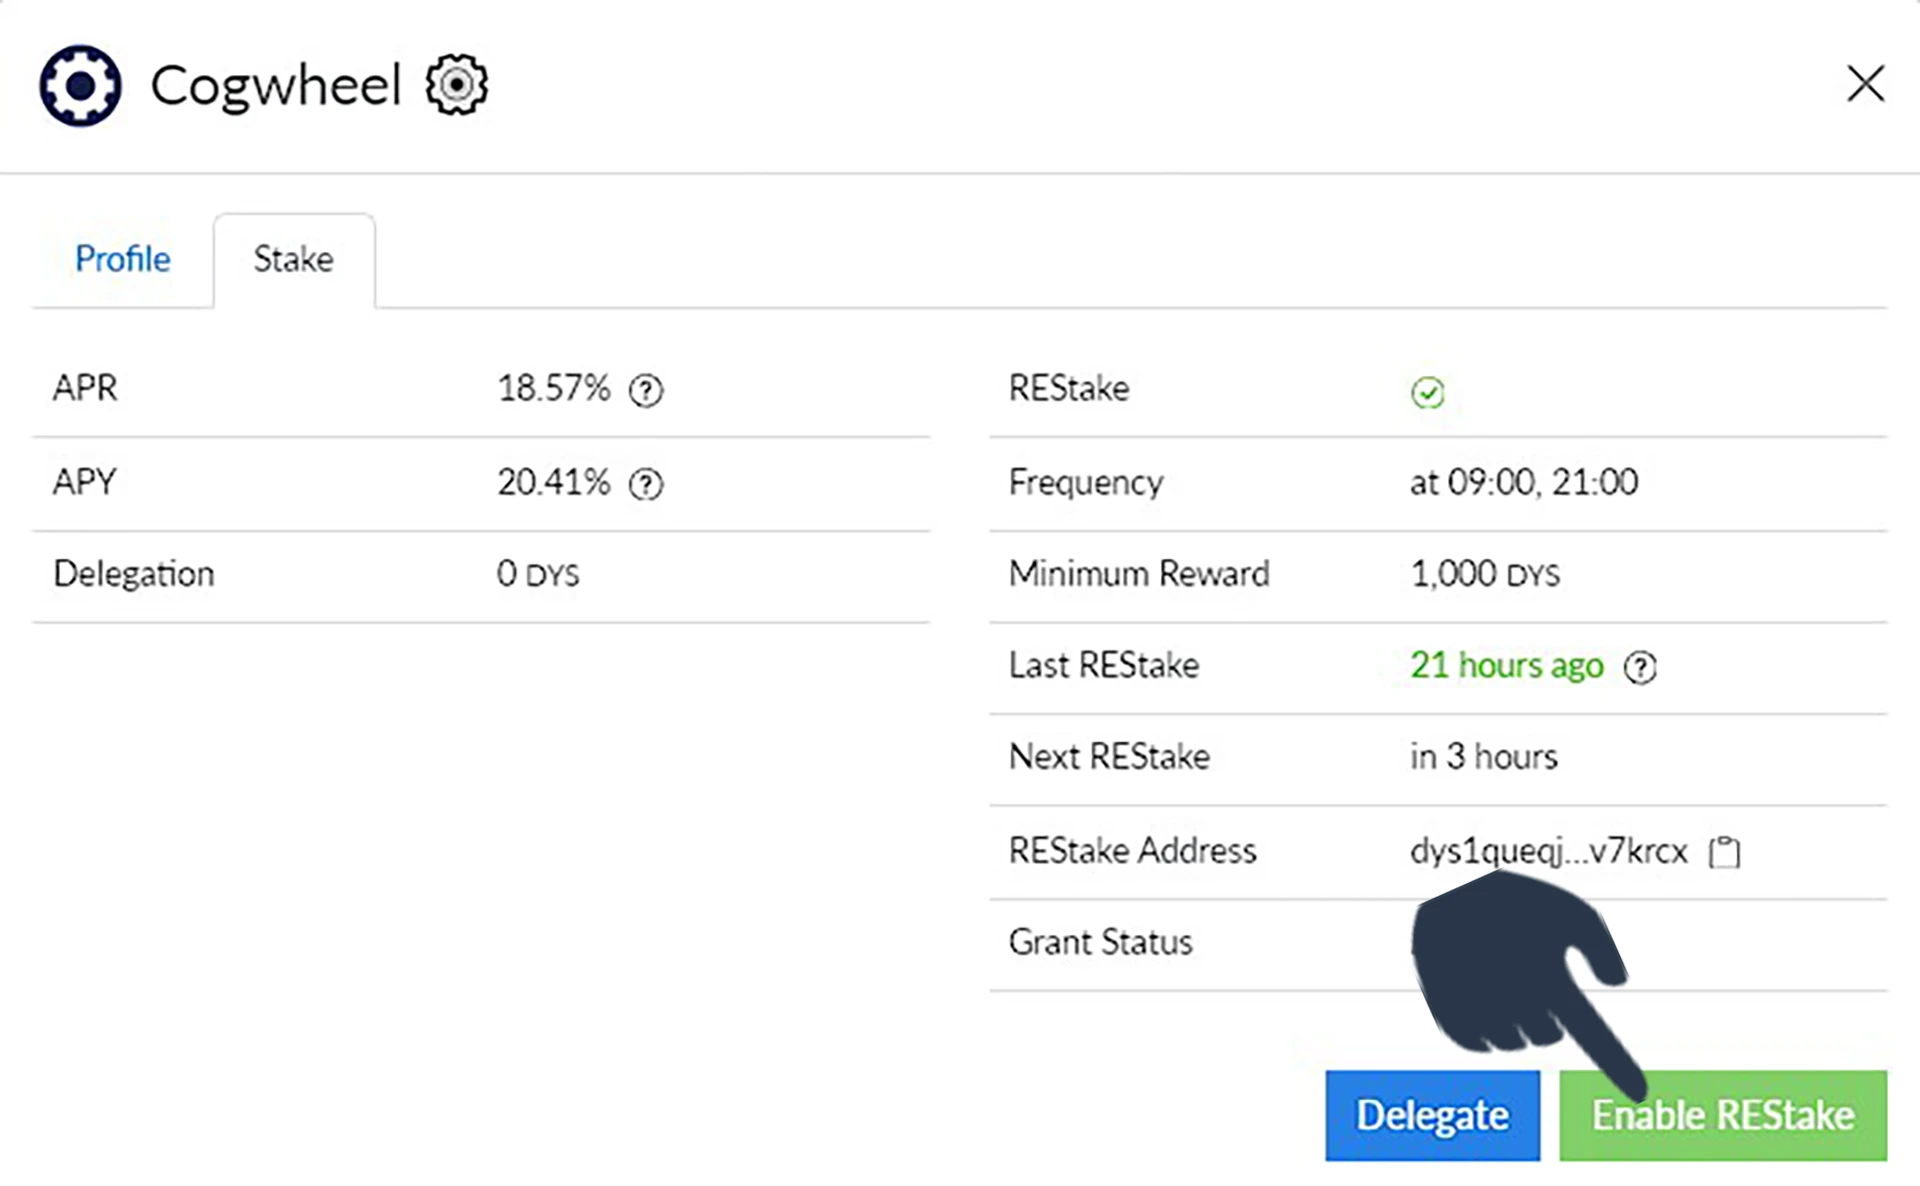 Cogwheel
Profile
Stake
APR 18.57%
APY 20.41%
Delegation 0 DYS
REStake
Frequency at 09:00, 21:00
Minimum Reward 1,000 DYS
Last REStake 21 hours ago
Next REStake in 3 hours
REStake Address dys1queqj...v7krcx
Grant Status
Delegate
Enable REStake